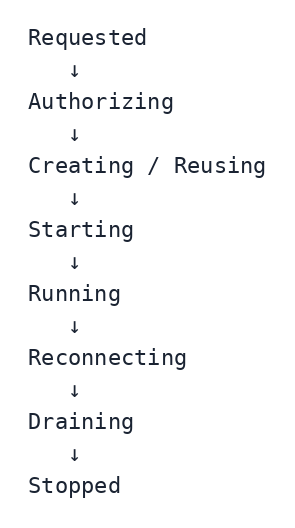 Requested
↓
Authorizing
↓
Creating / Reusing
↓
Starting
↓
Running
↓
Reconnecting
↓
Draining
↓
Stopped